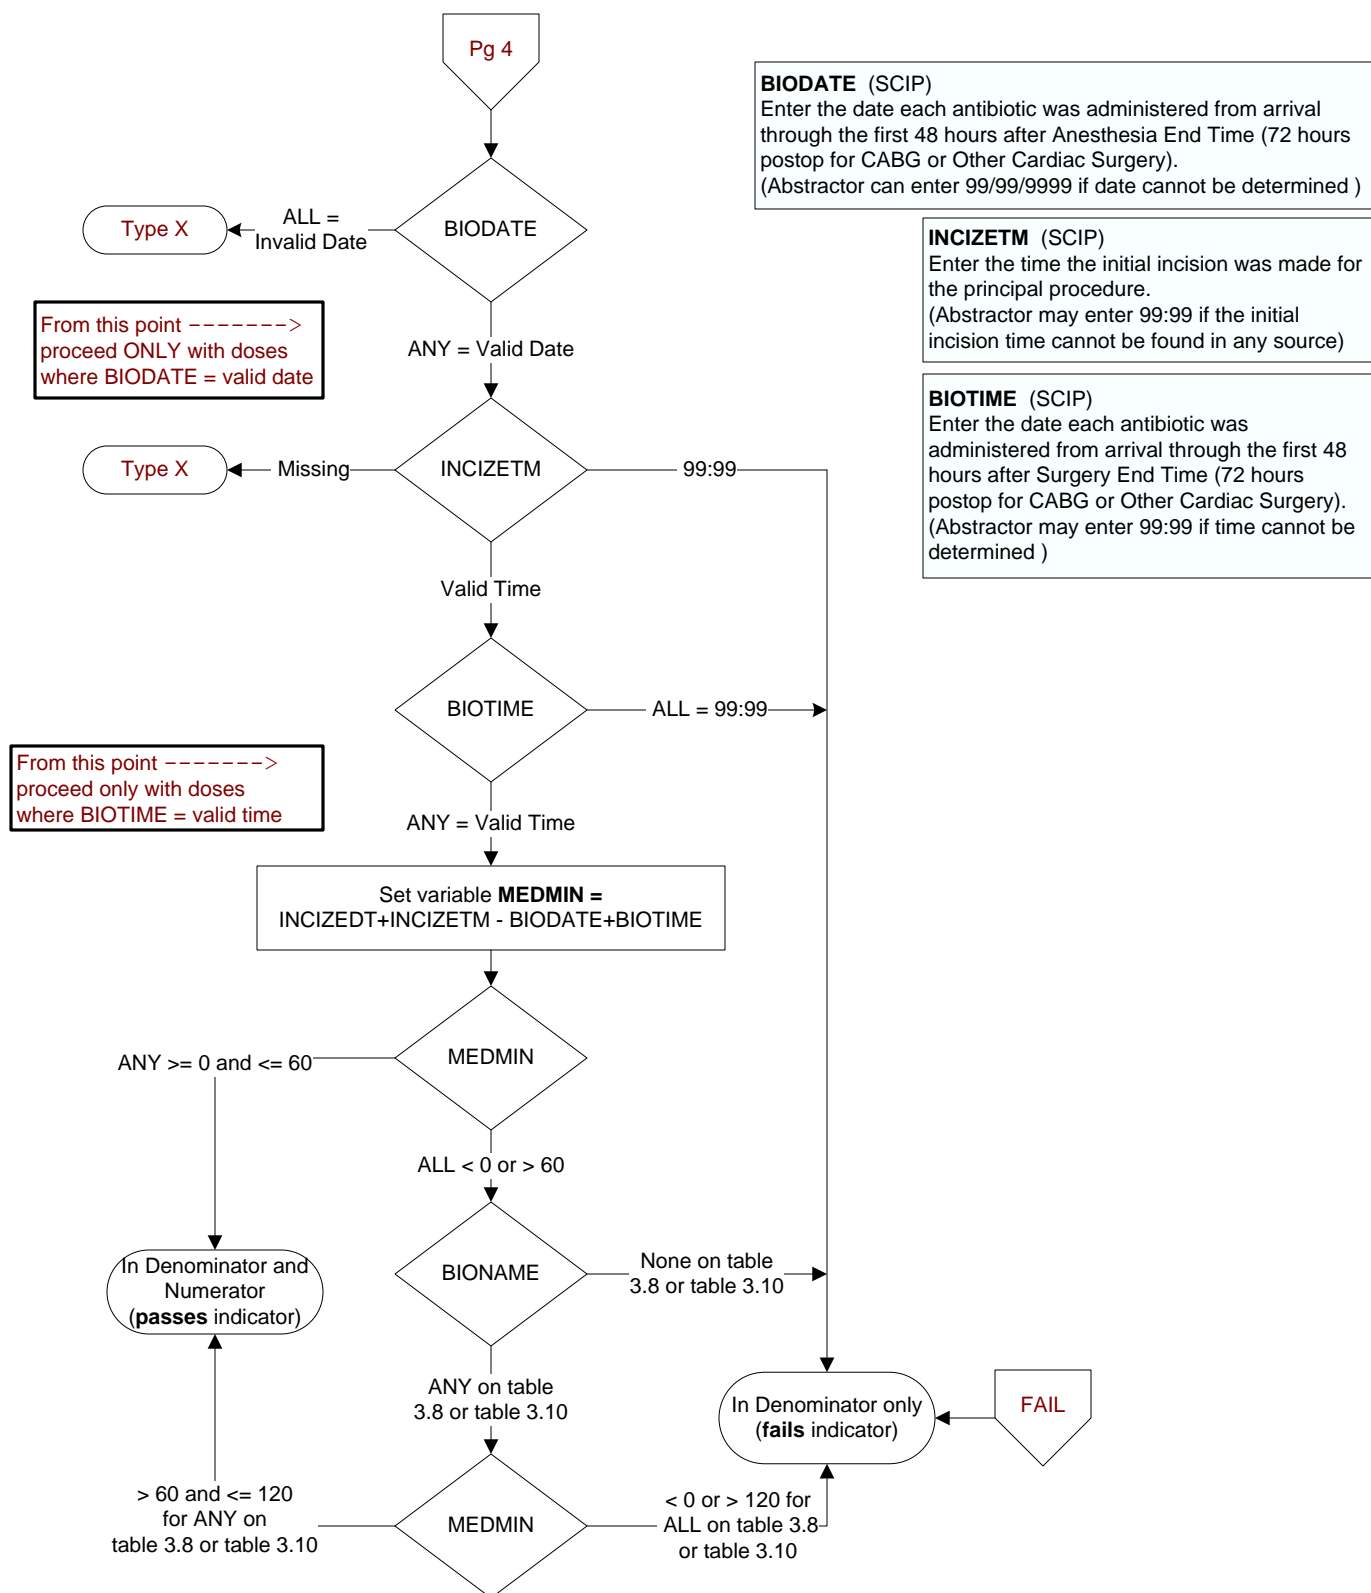 Pg 4
BIODATE (SCIP)
Enter the date each antibiotic was administered from arrival
through the first 48 hours after Anesthesia End Time (72 hours
postop for CABG or Other Cardiac Surgery).
(Abstractor can enter 99/99/9999 if date cannot be determined )
Type X
ALL =
Invalid Date
BIODATE
INCIZETM (SCIP)
Enter the time the initial incision was made for
the principal procedure.
(Abstractor may enter 99:99 if the initial
incision time cannot be found in any source)
From this point ------->
proceed ONLY with doses
where BIODATE = valid date
ANY = Valid Date
BIOTIME (SCIP)
Enter the date each antibiotic was
administered from arrival through the first 48
hours after Surgery End Time (72 hours
postop for CABG or Other Cardiac Surgery).
(Abstractor may enter 99:99 if time cannot be
determined )
Type X
Missing
INCIZETM
99:99
Valid Time
BIOTIME
ALL = 99:99
From this point ------->
proceed only with doses
where BIOTIME = valid time
ANY = Valid Time
Set variable MEDMIN =
INCIZEDT+INCIZETM - BIODATE+BIOTIME
ANY >= 0 and <= 60
MEDMIN
ALL < 0 or > 60
In Denominator and
Numerator
(passes indicator)
BIONAME
None on table
3.8 or table 3.10
ANY on table
3.8 or table 3.10
In Denominator only
(fails indicator)
FAIL
> 60 and <= 120
for ANY on
table 3.8 or table 3.10
MEDMIN
< 0 or > 120 for
ALL on table 3.8
or table 3.10